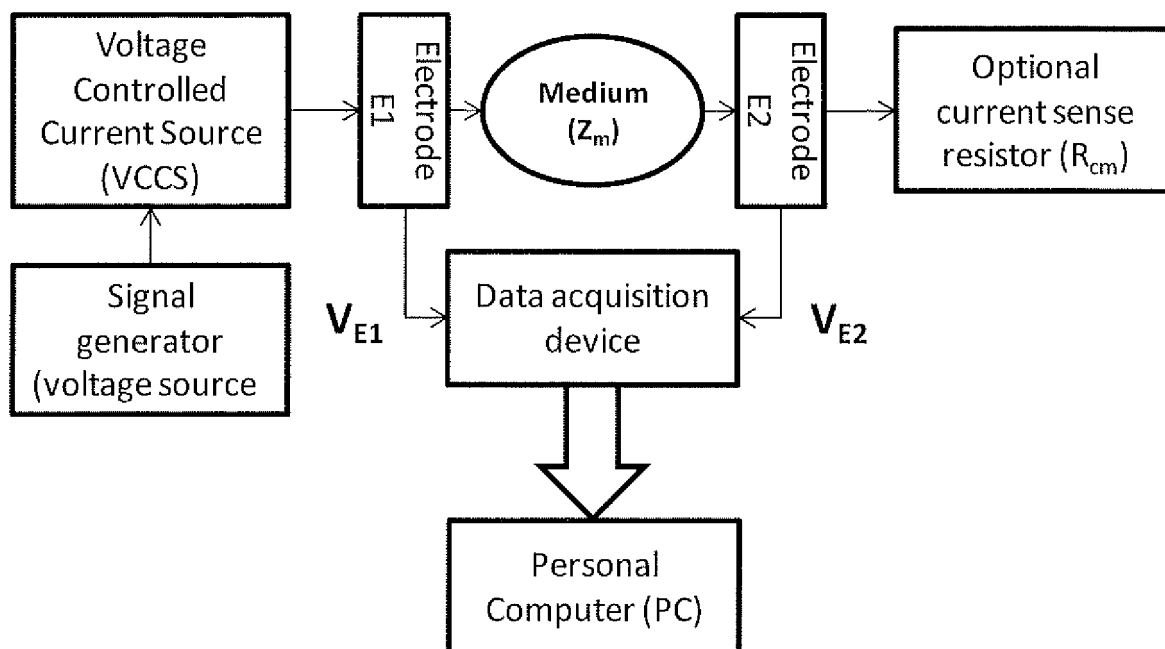 Voltage
Controlled
Current Source
(VCCS)
Electrode
E1
Medium
(Zm)
Electrode
E2
Optional
current sense
resistor (Rcm)
Signal
generator
(voltage source
VE1
Data acquisition
device
VE2
Personal
Computer (PC)